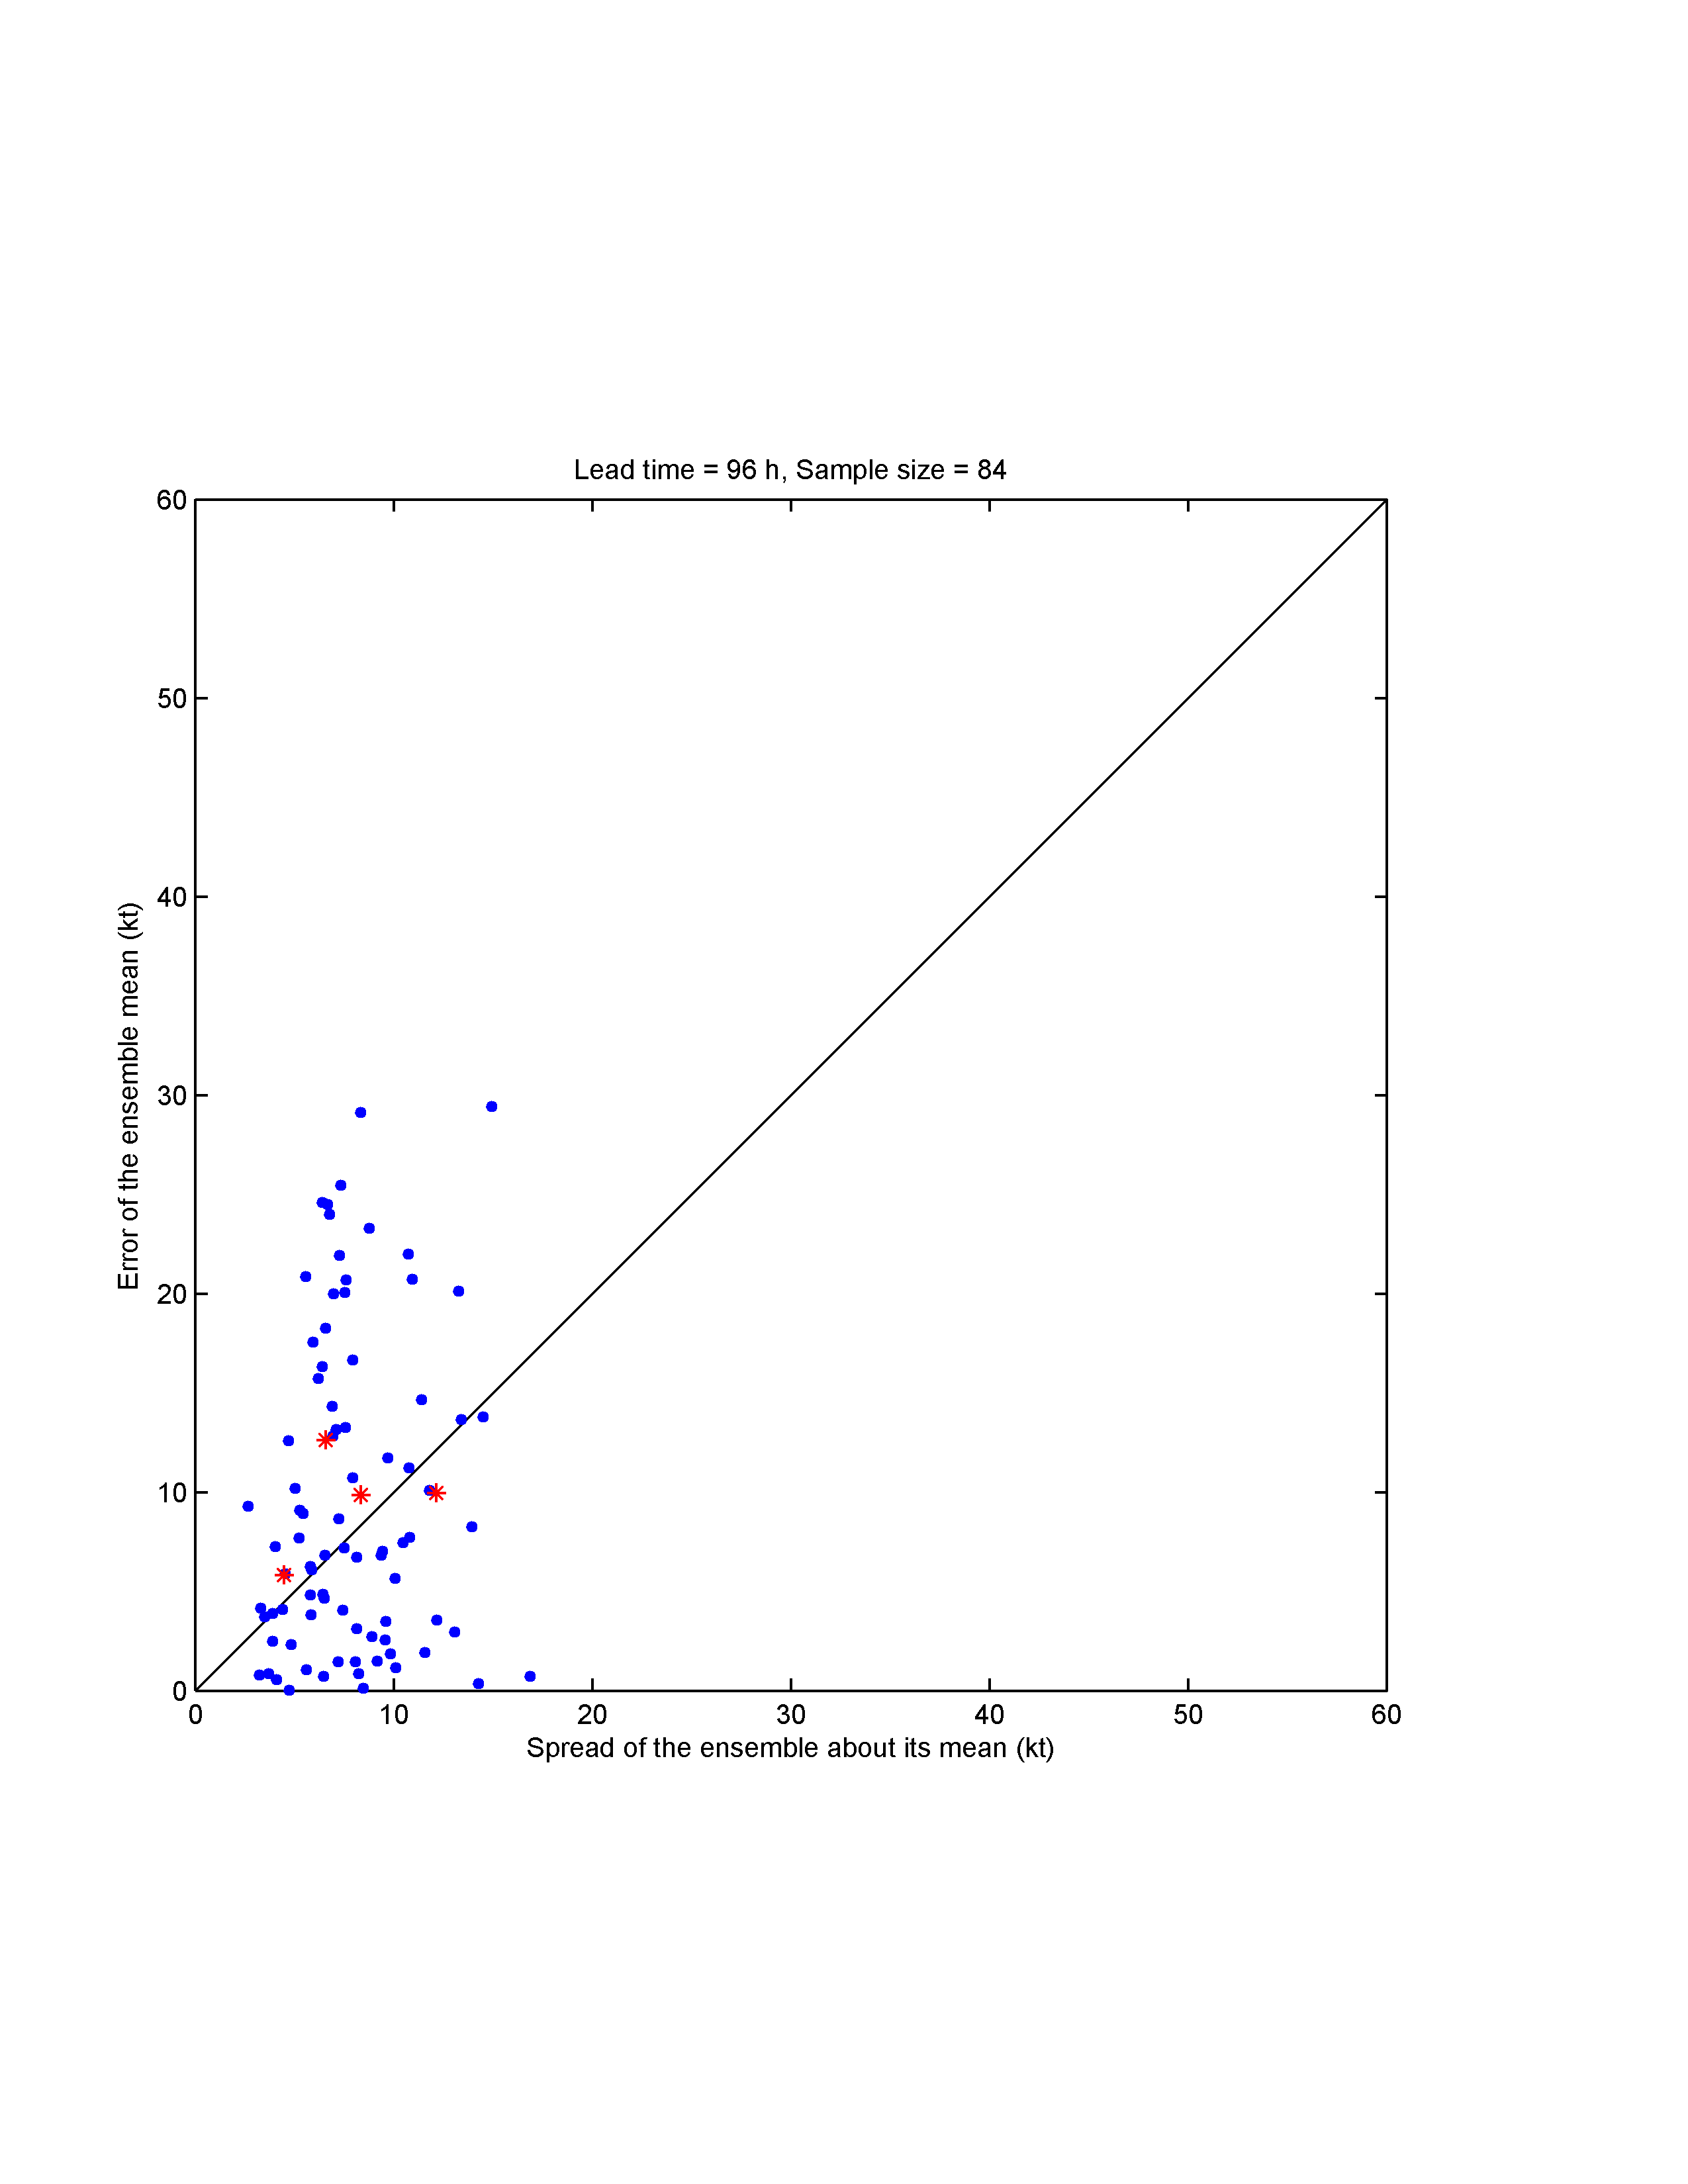 Lead time = 96 h, Sample size = 84
60
50
40
30
20
10
0
Error of the ensemble mean (kt)
0 10 20 30 40 50 60
Spread of the ensemble about its mean (kt)